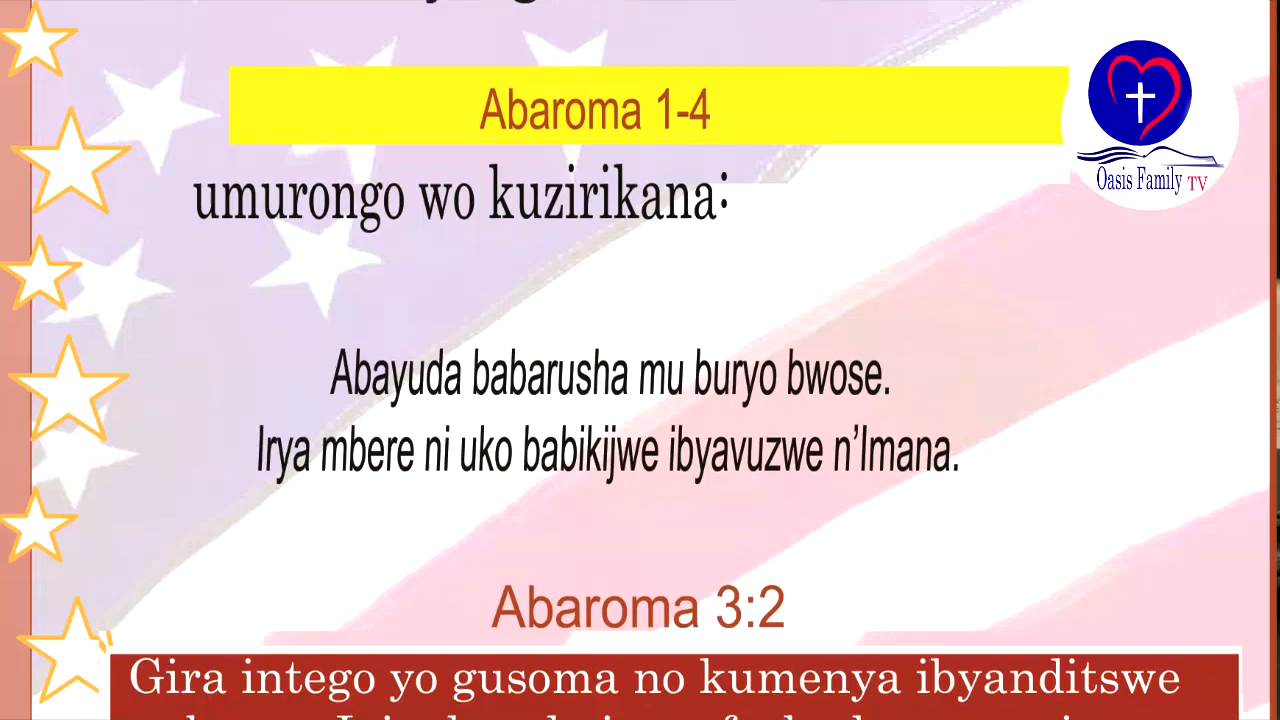 Abaroma 1-4
Oasis Family TV
umurongo wo kuzirikana:
Abayuda babarusha mu buryo bwose.
Irya mbere ni uko babikijwe ibyavuzwe n'Imana.
Abaroma 3:2
Gira intego yo gusoma no kumenya ibyanditswe